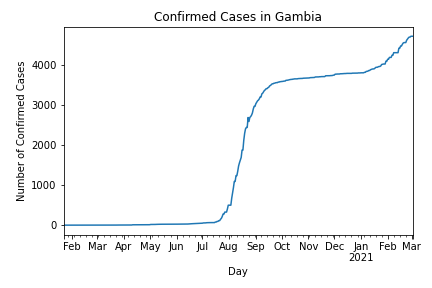 Confirmed Cases in Gambia
Number of Confirmed Cases
4000
3000
2000
1000
0
Feb Mar Apr May Jun Jul Aug Sep Oct Nov Dec Jan Feb Mar
2021
Day